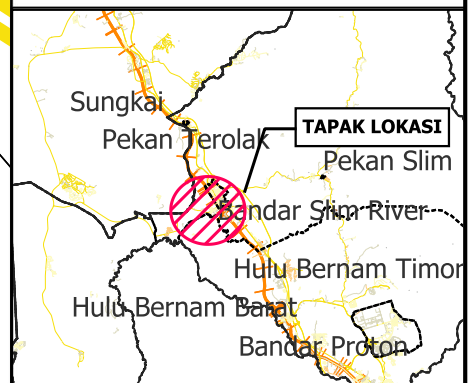 Sungkai
Pekan Terolak
TAPAK LOKASI
Pekan Slim
Bandar Slim River
Hulu Bernam Timor
Hulu Bernam Barat
Bandar Proton